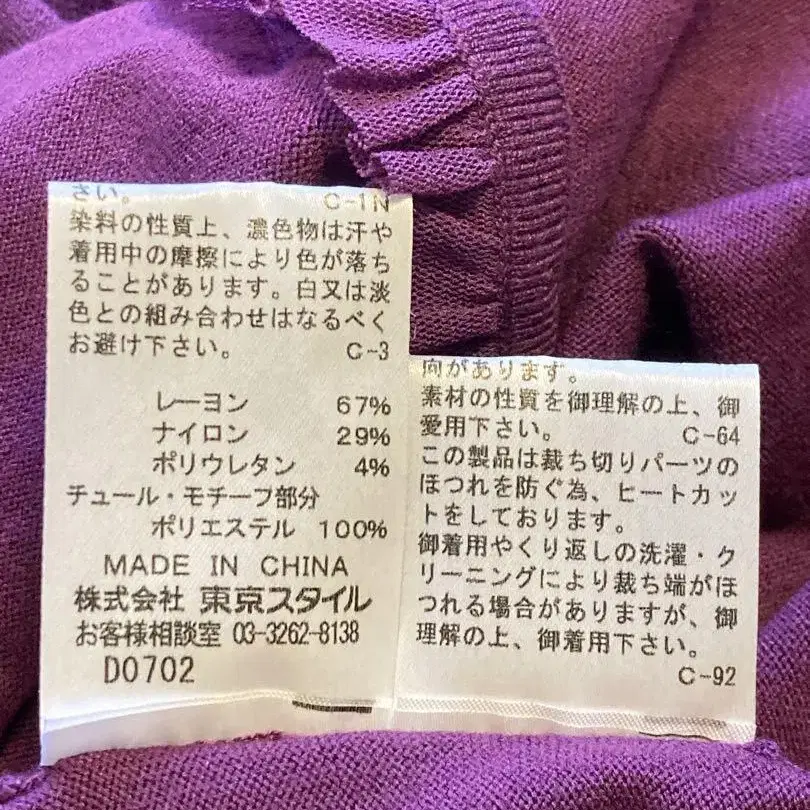 さい。 C-1N
染料の性質上、濃色物は汗や
着用中の摩擦により色が落ち
ることがあります。白又は淡
色との組み合わせはなるべく
お避け下さい。 C-3
レーヨン 67%
ナイロン 29%
ポリウレタン 4%
チュール・モチーフ部分
ポリエステル 100%
MADE IN CHINA
株式会社 東京スタイル
お客様相談室 03-3262-8138
D0702
向があります。
素材の性質を御理解の上、御
愛用下さい。 C-64
この製品は裁ち切りパーツの
ほつれを防ぐ為、ヒートカッ
トをしております。
御着用やくり返しの洗濯・ク
リーニングにより裁ち端がほ
つれる場合がありますが、御
理解の上、御着用下さい。
C-92